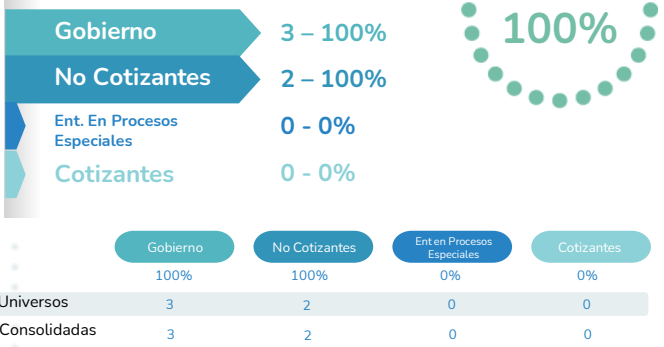 Gobierno 3 – 100% 100%
No Cotizantes 2 – 100%
Ent. En Procesos
Especiales 0 - 0%
Cotizantes 0 - 0%
Gobierno No Cotizantes Ent en Procesos Especiales Cotizantes
100% 100% 0% 0%
Universos 3 2 0 0
Consolidadas 3 2 0 0